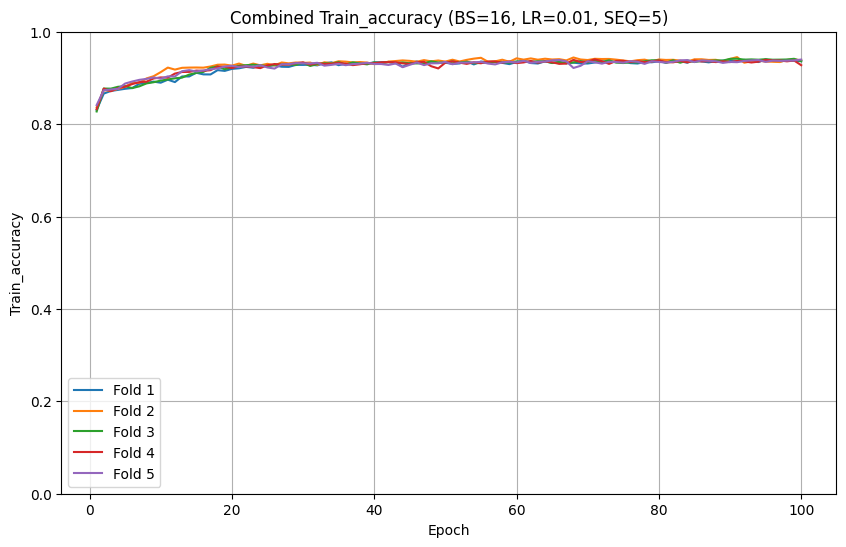 Combined Train_accuracy (BS=16, LR=0.01, SEQ=5)
Train_accuracy
1.0
0.8
0.6
0.4
0.2
0.0
Fold 1
Fold 2
Fold 3
Fold 4
Fold 5
0
20
40
60
80
100
Epoch